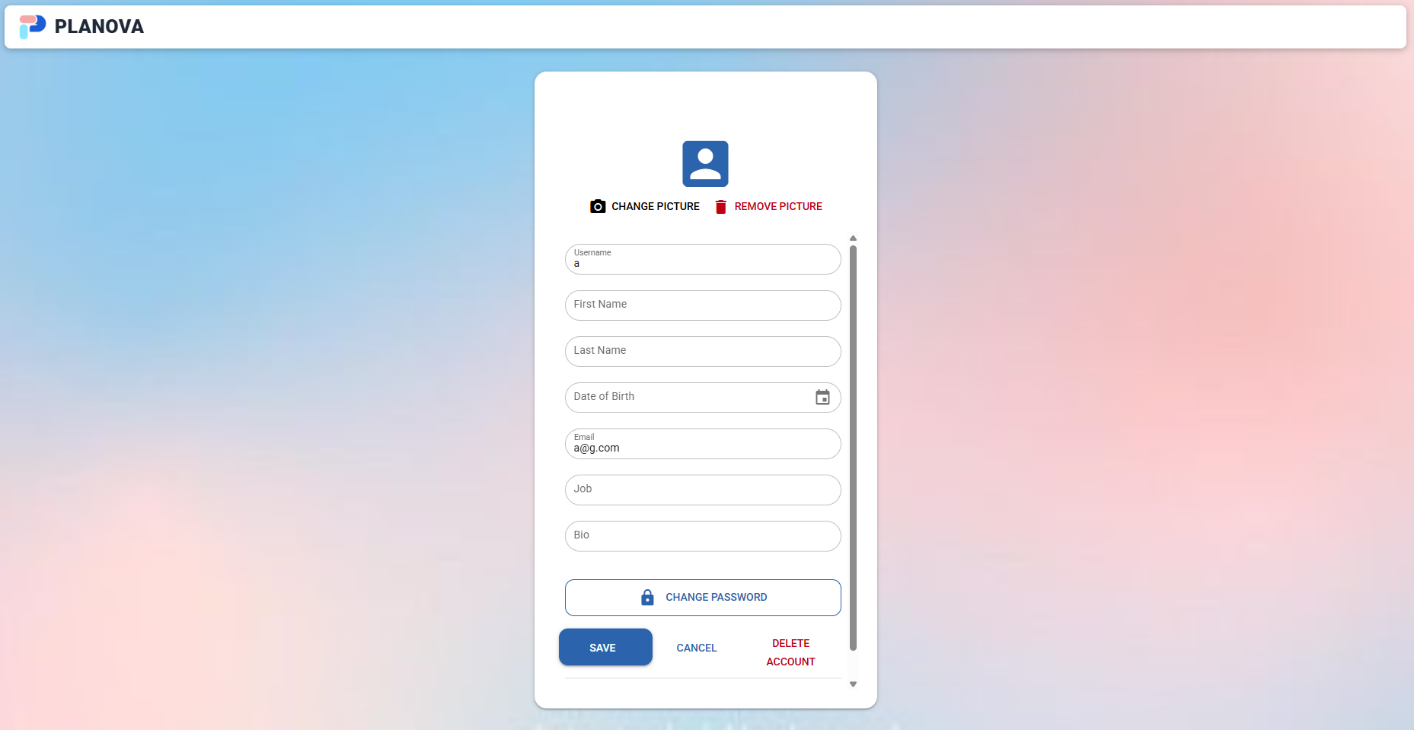 PLANOVA
CHANGE PICTURE REMOVE PICTURE
Username
a
First Name
Last Name
Date of Birth
Email
a@g.com
Job
Bio
CHANGE PASSWORD
SAVE CANCEL DELETE
ACCOUNT